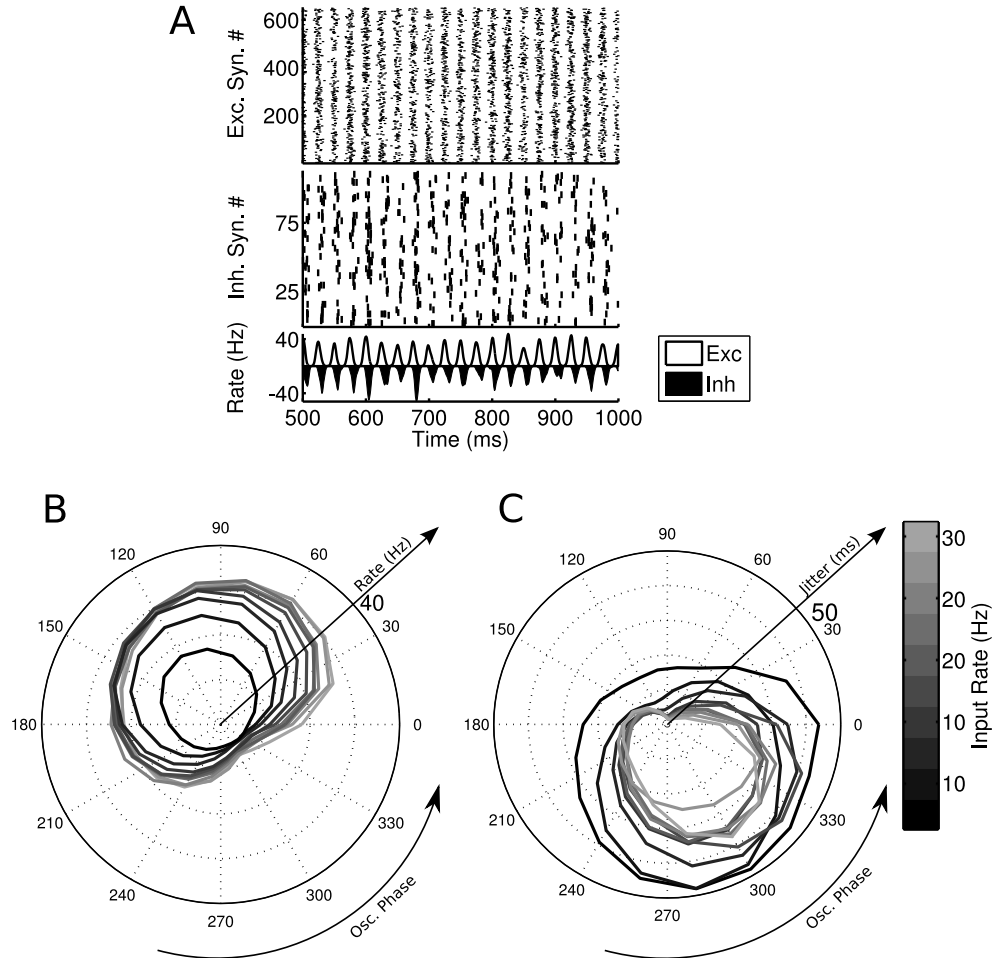 A
Exc. Syn. #
600
400
200
Inh. Syn. #
75
25
Rate (Hz)
40
-40
500 600 700 800 900 1000
Time (ms)
Exc
Inh
B
90
60
30
0
330
300
270
240
210
180
150
120
Rate (Hz)
40
Osc. Phase
C
90
60
30
0
330
300
270
240
210
180
150
120
Jitter (ms)
50
Osc. Phase
30
20
20
10
10
Input Rate (Hz)